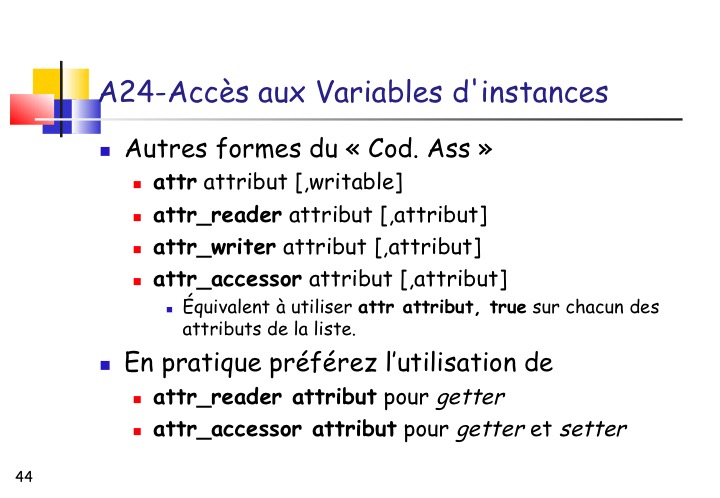 A24-Accès aux Variables d'instances
Autres formes du « Cod. Ass »
attr attribut [,writable]
attr_reader attribut [,attribut]
attr_writer attribut [,attribut]
attr_accessor attribut [,attribut]
Équivalent à utiliser attr attribut, true sur chacun des
attributs de la liste.
En pratique préférez l’utilisation de
attr_reader attribut pour getter
attr_accessor attribut pour getter et setter
44